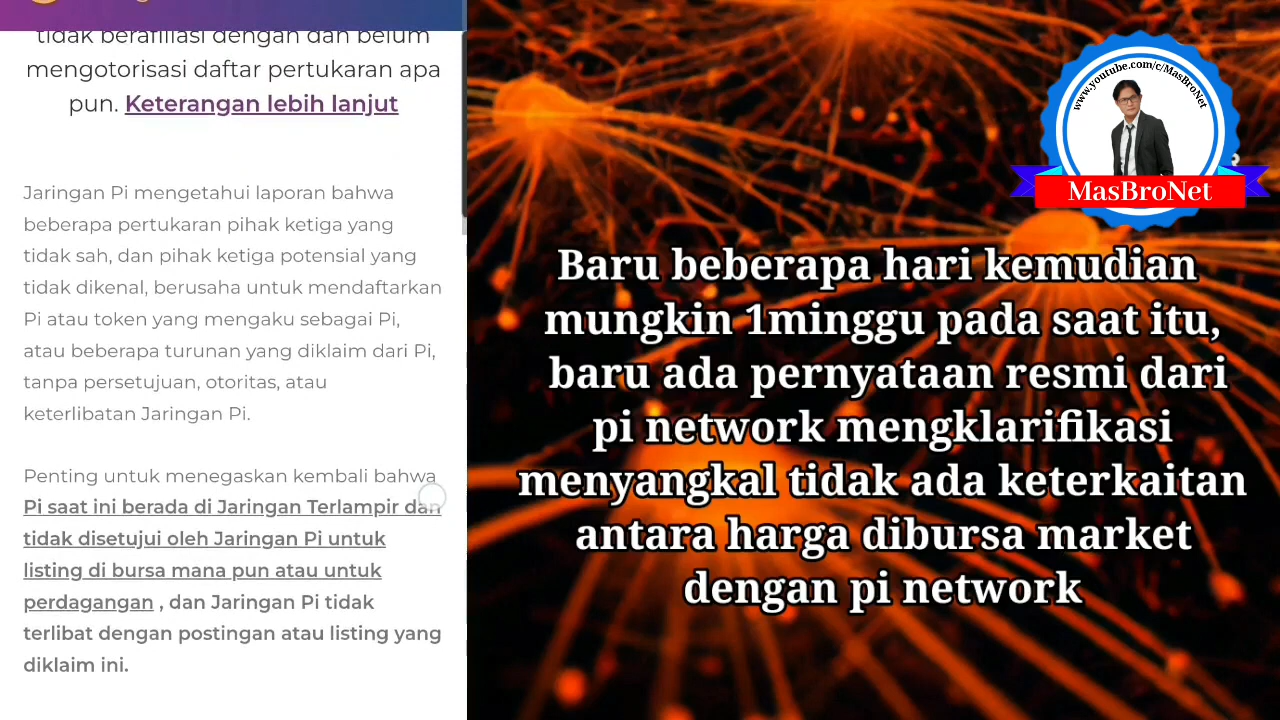 tidak berafiliasi dengan dan belum
mengotorisasi daftar pertukaran ap
pun. Keterangan lebih lanjut
Jaringan Pi mengetahui laporan bahwa
beberapa pertukaran pihak ketiga yang
tidak sah, dan pihak ketiga potensial yang
tidak dikenal, berusaha untuk mendaftarkan
Pi atau token yang mengaku sebagai Pi,
atau beberapa turunan yang diklaim dari Pi,
tanpa persetujuan, otoritas, atau
keterlibatan Jaringan Pi.
Penting untuk menegaskan kembali bahwa
Pi saat ini berada di Jaringan Terlampir dan
tidak disetujui oleh Jaringan Pi untuk
listing di bursa mana pun atau untuk
perdagangan , dan Jaringan Pi tidak
terlibat dengan postingan atau listing yang
diklaim ini.
www.youtube.com/c/MasBroNet
MasBroNet
Baru beberapa hari kemudian
mungkin 1minggu pada saat itu,
baru ada pernyataan resmi dari
pi network mengklarifikasi
menyangkal tidak ada keterkaitan
antara harga dibursa market
dengan pi network